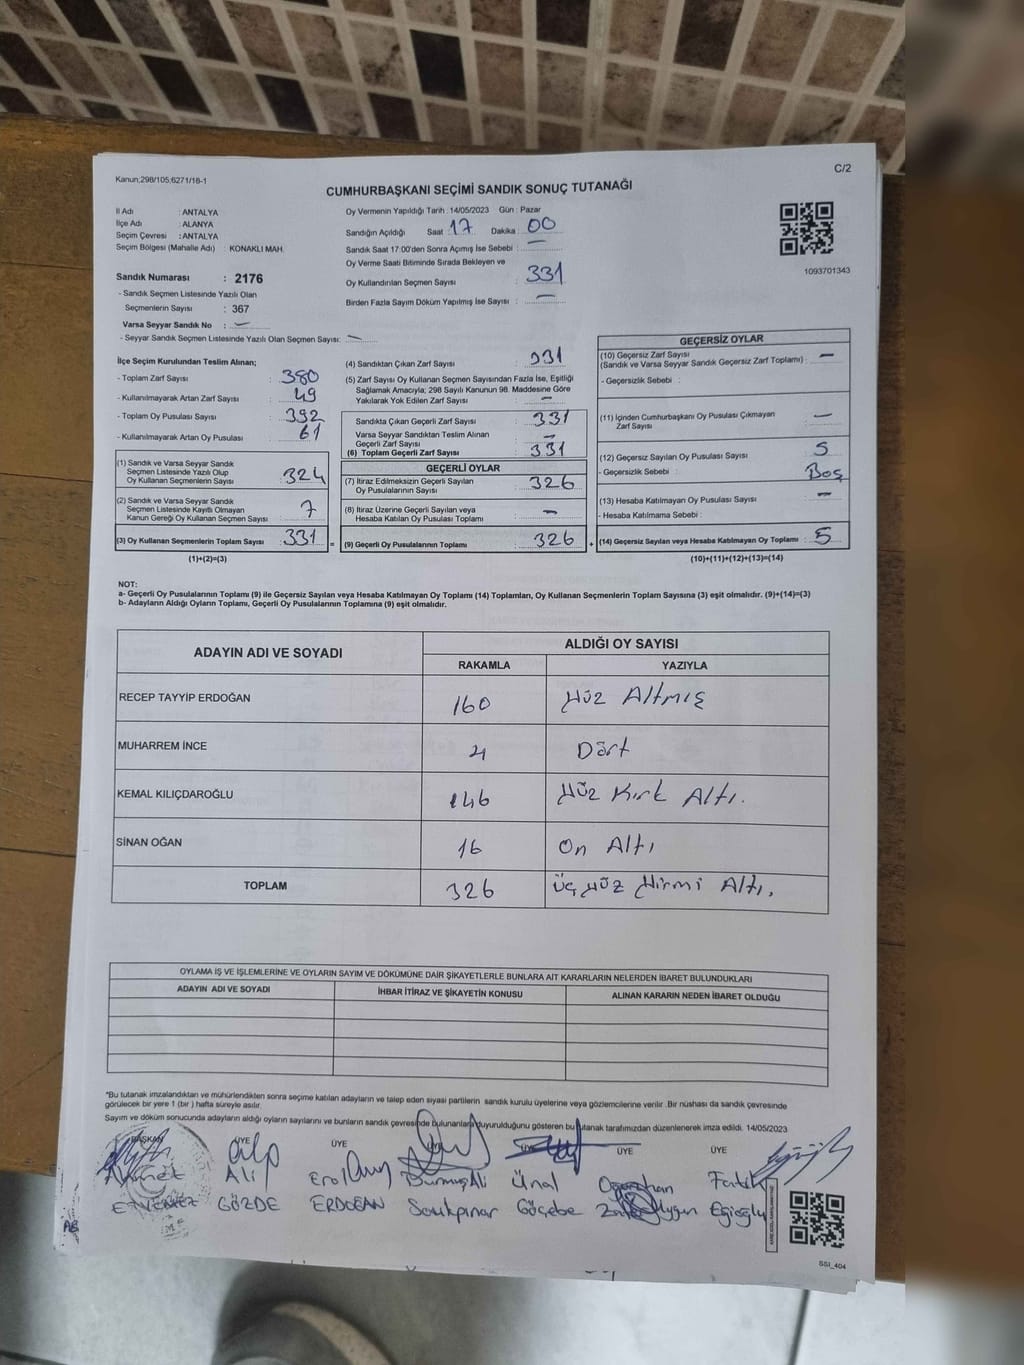 C/2
Kanun;298/105;6271/18-1
CUMHURBAŞKANI SEÇİMİ SANDIK SONUÇ TUTANAĞI
İl Adı : ANTALYA
İlçe Adı : ALANYA
Seçim Çevresi : ANTALYA
Seçim Bölgesi (Mahalle Adı) : KONAKLI MAH.
Sandık Numarası : 2176
- Sandık Seçmen Listesinde Yazılı Olan
Seçmenlerin Sayısı : 367
Varsa Seyyar Sandık No : –
- Seyyar Sandık Seçmen Listesinde Yazılı Olan Seçmen Sayısı: –
Oy Vermenin Yapıldığı Tarih : 14/05/2023 Gün : Pazar
Sandığın Açıldığı Saat : 17 Dakika : 00
Sandık Saat 17:00'den Sonra Açımış İse Sebebi : –
Oy Verme Saati Bitiminde Sırada Bekleyen ve
Oy Kullandırılan Seçmen Sayısı : 331
Birden Fazla Sayım Döküm Yapılmış İse Sayısı : –
1093701343
İlçe Seçim Kurulundan Teslim Alınan;
- Toplam Zarf Sayısı : 380
- Kullanılmayarak Artan Zarf Sayısı : 49
- Toplam Oy Pusulası Sayısı : 392
- Kullanılmayarak Artan Oy Pusulası : 61
(1) Sandık ve Varsa Seyyar Sandık
Seçmen Listesinde Yazılı Olup
Oy Kullanan Seçmenlerin Sayısı : 324
(2) Sandık ve Varsa Seyyar Sandık
Seçmen Listesinde Kayıtlı Olmayan
Kanun Gereği Oy Kullanan Seçmen Sayısı : 7
(3) Oy Kullanan Seçmenlerin Toplam Sayısı : 331 =
(1)+(2)=(3)
(4) Sandıktan Çıkan Zarf Sayısı : 331
(5) Zarf Sayısı Oy Kullanan Seçmen Sayısından Fazla İse, Eşitliği
Sağlamak Amacıyla; 298 Sayılı Kanunun 98. Maddesine Göre
Yakılarak Yok Edilen Zarf Sayısı : –
Sandıkta Çıkan Geçerli Zarf Sayısı : 331
Varsa Seyyar Sandıktan Teslim Alınan
Geçerli Zarf Sayısı : –
(6) Toplam Geçerli Zarf Sayısı : 331
GEÇERLİ OYLAR
(7) İtiraz Edilmeksizin Geçerli Sayılan
Oy Pusulalarının Sayısı : 326
(8) İtiraz Üzerine Geçerli Sayılan veya
Hesaba Katılan Oy Pusulası Toplamı : –
(9) Geçerli Oy Pusulalarının Toplamı : 326 +
GEÇERSİZ OYLAR
(10) Geçersiz Zarf Sayısı
(Sandık ve Varsa Seyyar Sandık Geçersiz Zarf Toplamı) : –
- Geçersizlik Sebebi :
(11) İçinden Cumhurbaşkanı Oy Pusulası Çıkmayan
Zarf Sayısı : –
(12) Geçersiz Sayılan Oy Pusulası Sayısı : 5
- Geçersizlik Sebebi : Boş
(13) Hesaba Katılmayan Oy Pusulası Sayısı : –
- Hesaba Katılmama Sebebi :
(14) Geçersiz Sayılan veya Hesaba Katılmayan Oy Toplamı : 5
(10)+(11)+(12)+(13)=(14)
NOT:
a- Geçerli Oy Pusulalarının Toplamı (9) ile Geçersiz Sayılan veya Hesaba Katılmayan Oy Toplamı (14) Toplamları, Oy Kullanan Seçmenlerin Toplam Sayısına (3) eşit olmalıdır. (9)+(14)=(3)
b- Adayların Aldığı Oyların Toplamı, Geçerli Oy Pusulalarının Toplamına (9) eşit olmalıdır.
ADAYIN ADI VE SOYADI ALDIĞI OY SAYISI
RAKAMLA YAZIYLA
RECEP TAYYİP ERDOĞAN 160 Yüz Altmış
MUHARREM İNCE 4 Dört
KEMAL KILIÇDAROĞLU 146 Yüz Kırk Altı.
SİNAN OĞAN 16 On Altı
TOPLAM 326 Üç Yüz Yirmi Altı.
OYLAMA İŞ VE İŞLEMLERİNE VE OYLARIN SAYIM VE DÖKÜMÜNE DAİR ŞİKAYETLERLE BUNLARA AİT KARARLARIN NELERDEN İBARET BULUNDUKLARI
ADAYIN ADI VE SOYADI İHBAR İTİRAZ VE ŞİKAYETİN KONUSU ALINAN KARARIN NEDEN İBARET OLDUĞU
*Bu tutanak imzalandıktan ve mühürlendikten sonra seçime katılan adayların ve talep eden siyasi partilerin sandık kurulu üyelerine veya gözlemcilerine verilir .Bir nüshası da sandık çevresinde
görülecek bir yere 1 (bir ) hafta süreyle asılır.
Sayım ve döküm sonucunda adayların aldığı oyların sayılarını ve bunların sandık çevresinde bulunanlara duyurulduğunu gösteren bu tutanak tarafımızdan düzenlenerek imza edildi. 14/05/2023
BAŞKAN ÜYE ÜYE ÜYE ÜYE ÜYE
Ahmet Ali Erol Durmuş Ali Ünal Fatih
GÖZDE ERDOĞAN Sarıkpınar Göçebe Uygun Eğioğlu
SSİ_404